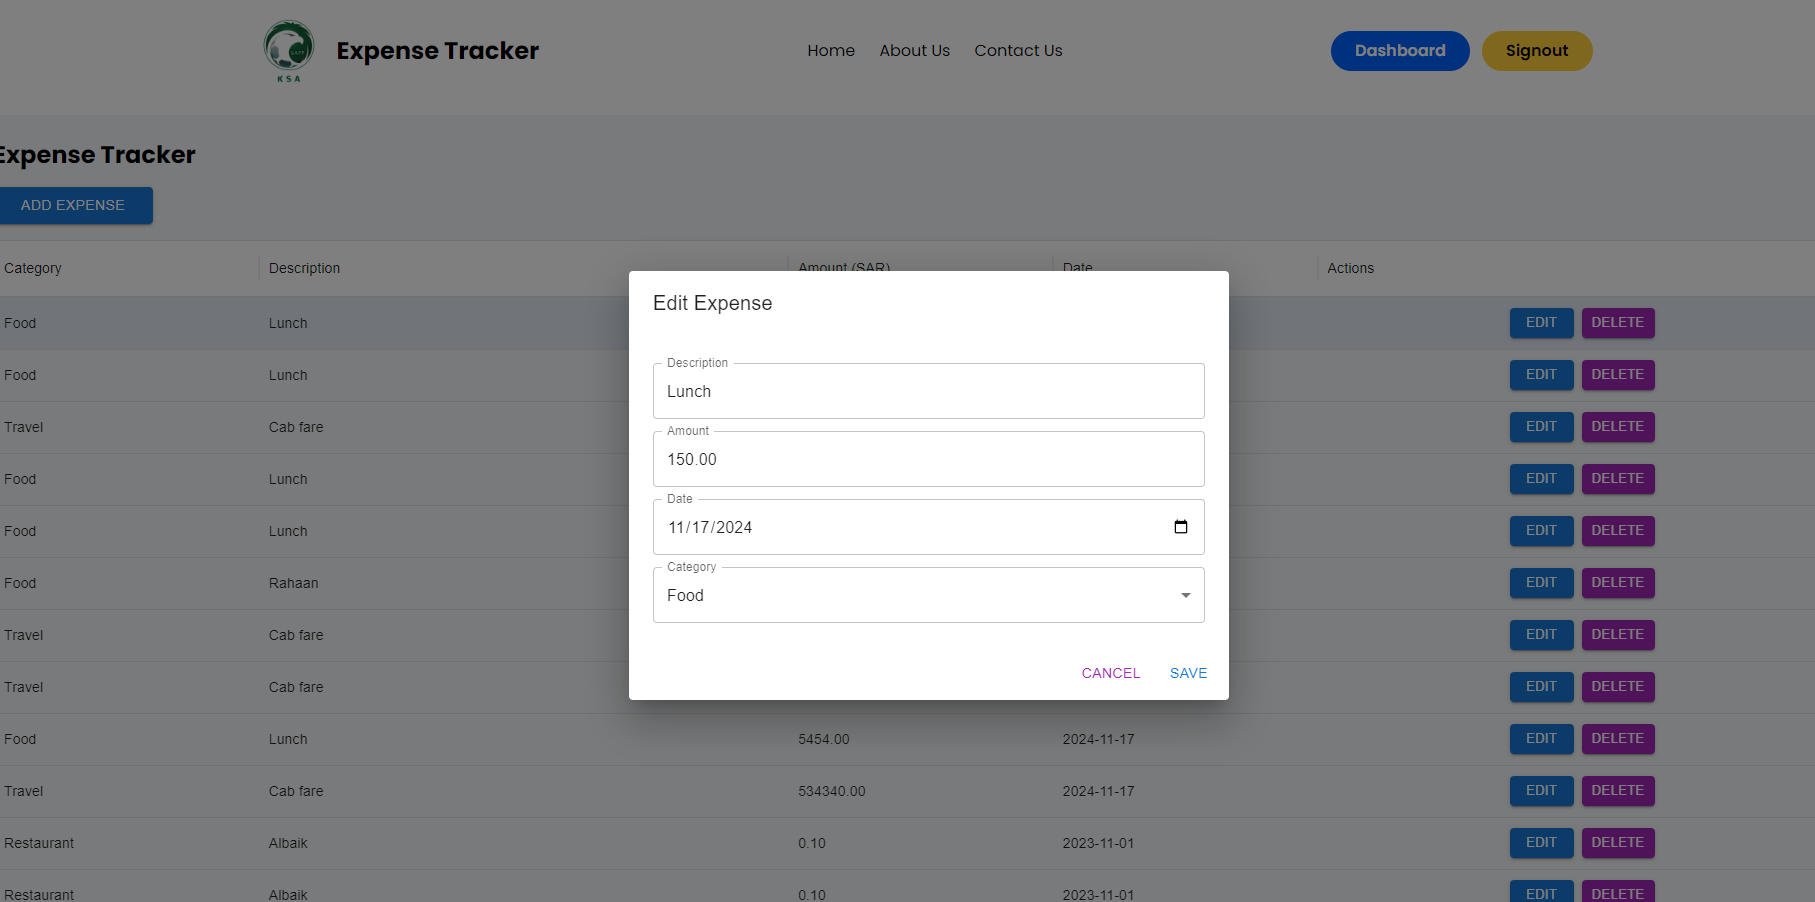 KSA
Expense Tracker
Home About Us Contact Us
Dashboard Signout
Expense Tracker
ADD EXPENSE
Category Description Amount (SAR) Date Actions
Food Lunch EDIT DELETE
Food Lunch EDIT DELETE
Travel Cab fare EDIT DELETE
Food Lunch EDIT DELETE
Food Lunch EDIT DELETE
Food Rahaan EDIT DELETE
Travel Cab fare EDIT DELETE
Travel Cab fare EDIT DELETE
Food Lunch 5454.00 2024-11-17 EDIT DELETE
Travel Cab fare 534340.00 2024-11-17 EDIT DELETE
Restaurant Albaik 0.10 2023-11-01 EDIT DELETE
Restaurant Albaik 0.10 2023-11-01 EDIT DELETE
Edit Expense
Description
Lunch
Amount
150.00
Date
11/17/2024
Category
Food
CANCEL SAVE